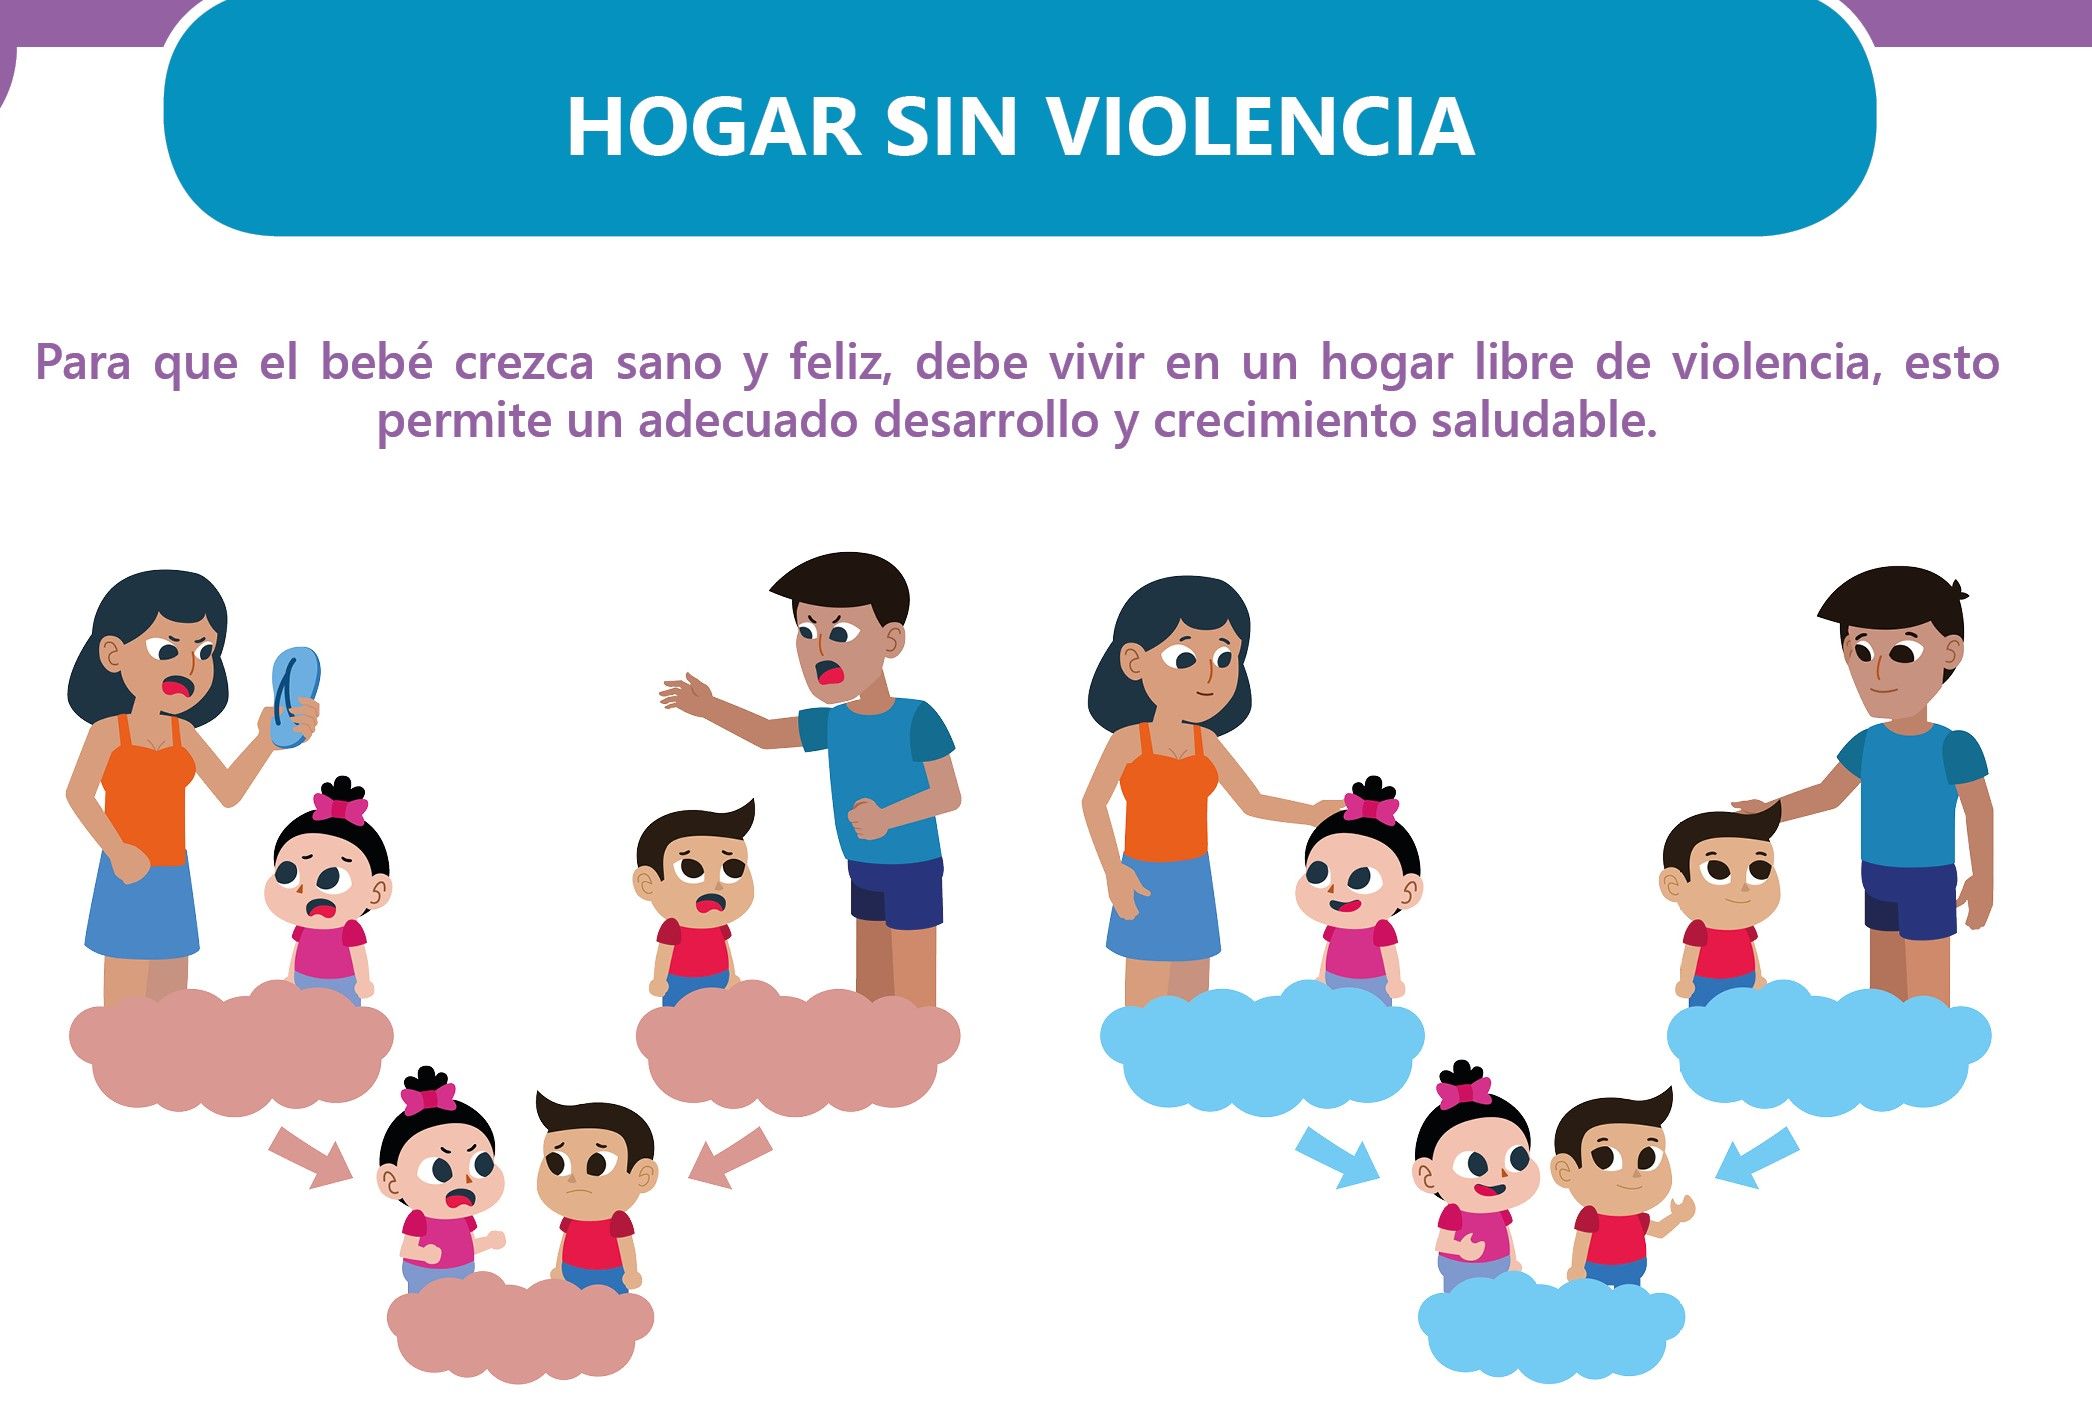 HOGAR SIN VIOLENCIA
Para que el bebé crezca sano y feliz, debe vivir en un hogar libre de violencia, esto
permite un adecuado desarrollo y crecimiento saludable.